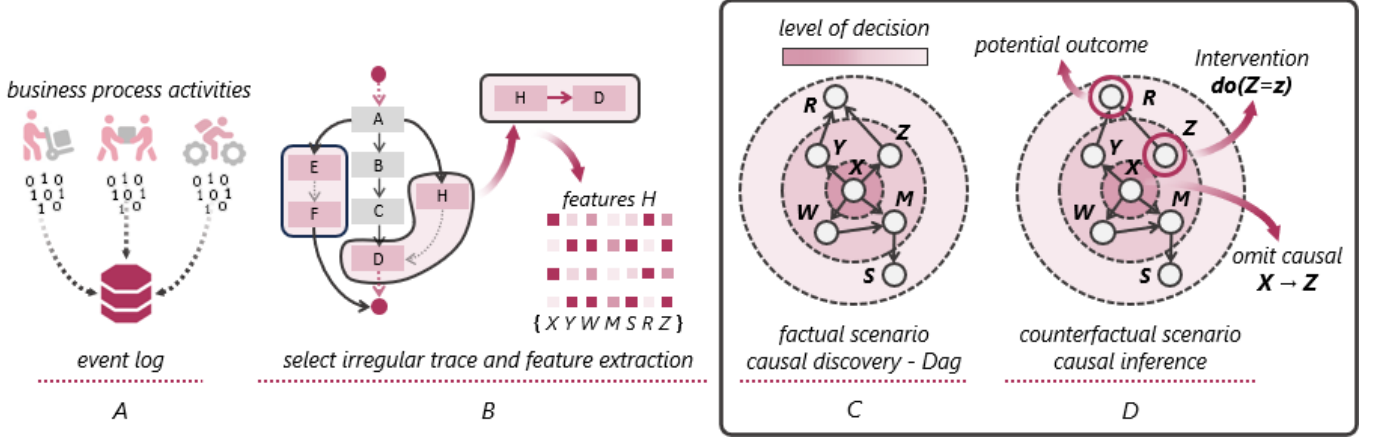 business process activities
0 1 0
1 0 1
1 0
0 1 0
1 0 1
1 0
0 1 0
1 0 1
1 0
event log
A
A
B
C
D
E
F
H
H D
features H
{ X Y W M S R Z }
select irregular trace and feature extraction
B
level of decision
R
Y
Z
X
W
M
S
factual scenario
causal discovery - Dag
C
potential outcome
Intervention
do(Z=z)
R
Z
Y
X
W
M
S
omit causal
X → Z
counterfactual scenario
causal inference
D